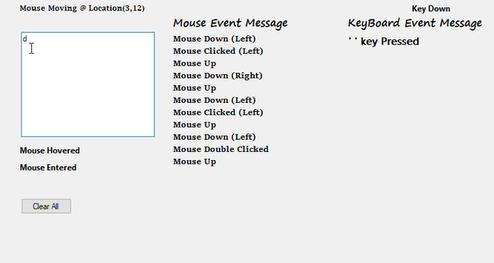 Mouse Moving @ Location(3,12)
Key Down
Mouse Event Message
KeyBoard Event Message
d
Mouse Down (Left)
' ' key Pressed
Mouse Clicked (Left)
Mouse Up
Mouse Down (Right)
Mouse Up
Mouse Down (Left)
Mouse Clicked (Left)
Mouse Up
Mouse Down (Left)
Mouse Double Clicked
Mouse Up
Mouse Hovered
Mouse Entered
Clear All